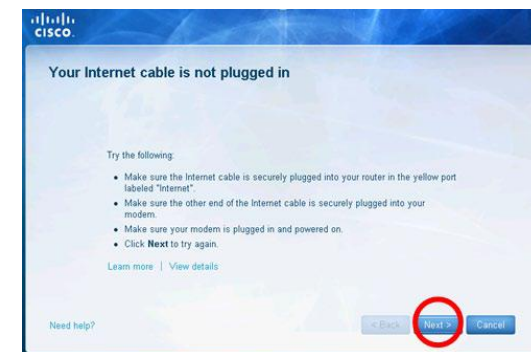 CISCO.
Your Internet cable is not plugged in
Try the following:
• Make sure the Internet cable is securely plugged into your router in the yellow port
labeled "Internet".
• Make sure the other end of the Internet cable is securely plugged into your
modem.
• Make sure your modem is plugged in and powered on.
• Click Next to try again.
Learn more | View details
Need help? < Back Next > Cancel